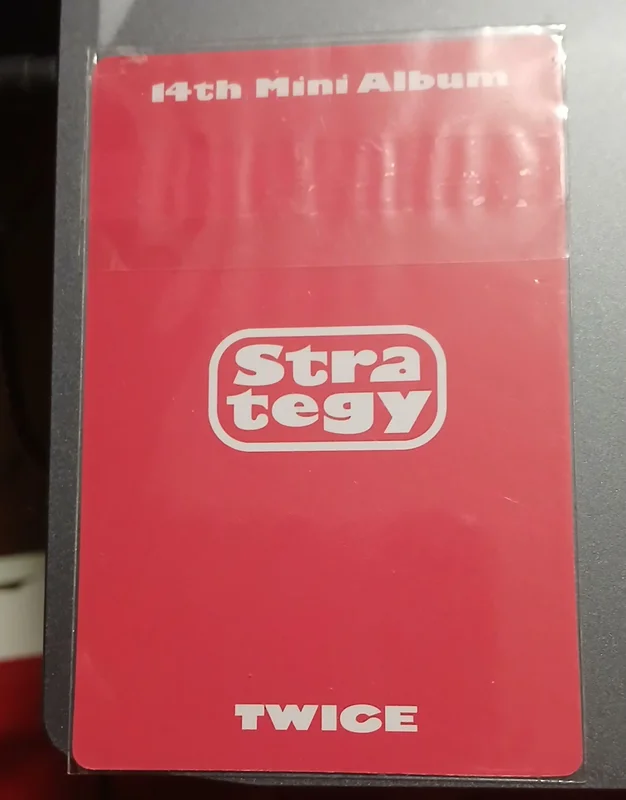 14th Mini Album
Stra
tegy
TWICE